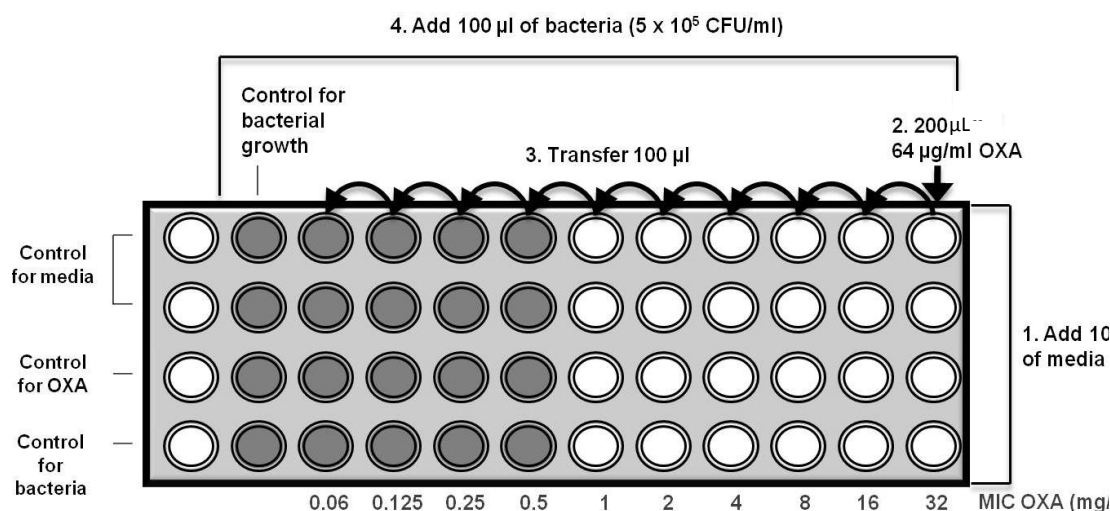 4. Add 100 µl of bacteria (5 x 10⁵ CFU/ml)
Control for
bacterial
growth
3. Transfer 100 µl
2. 200µL
64 µg/ml OXA
Control
for media
Control
for OXA
Control
for
bacteria
1. Add 10
of media
0.06 0.125 0.25 0.5 1 2 4 8 16 32 MIC OXA (mg/